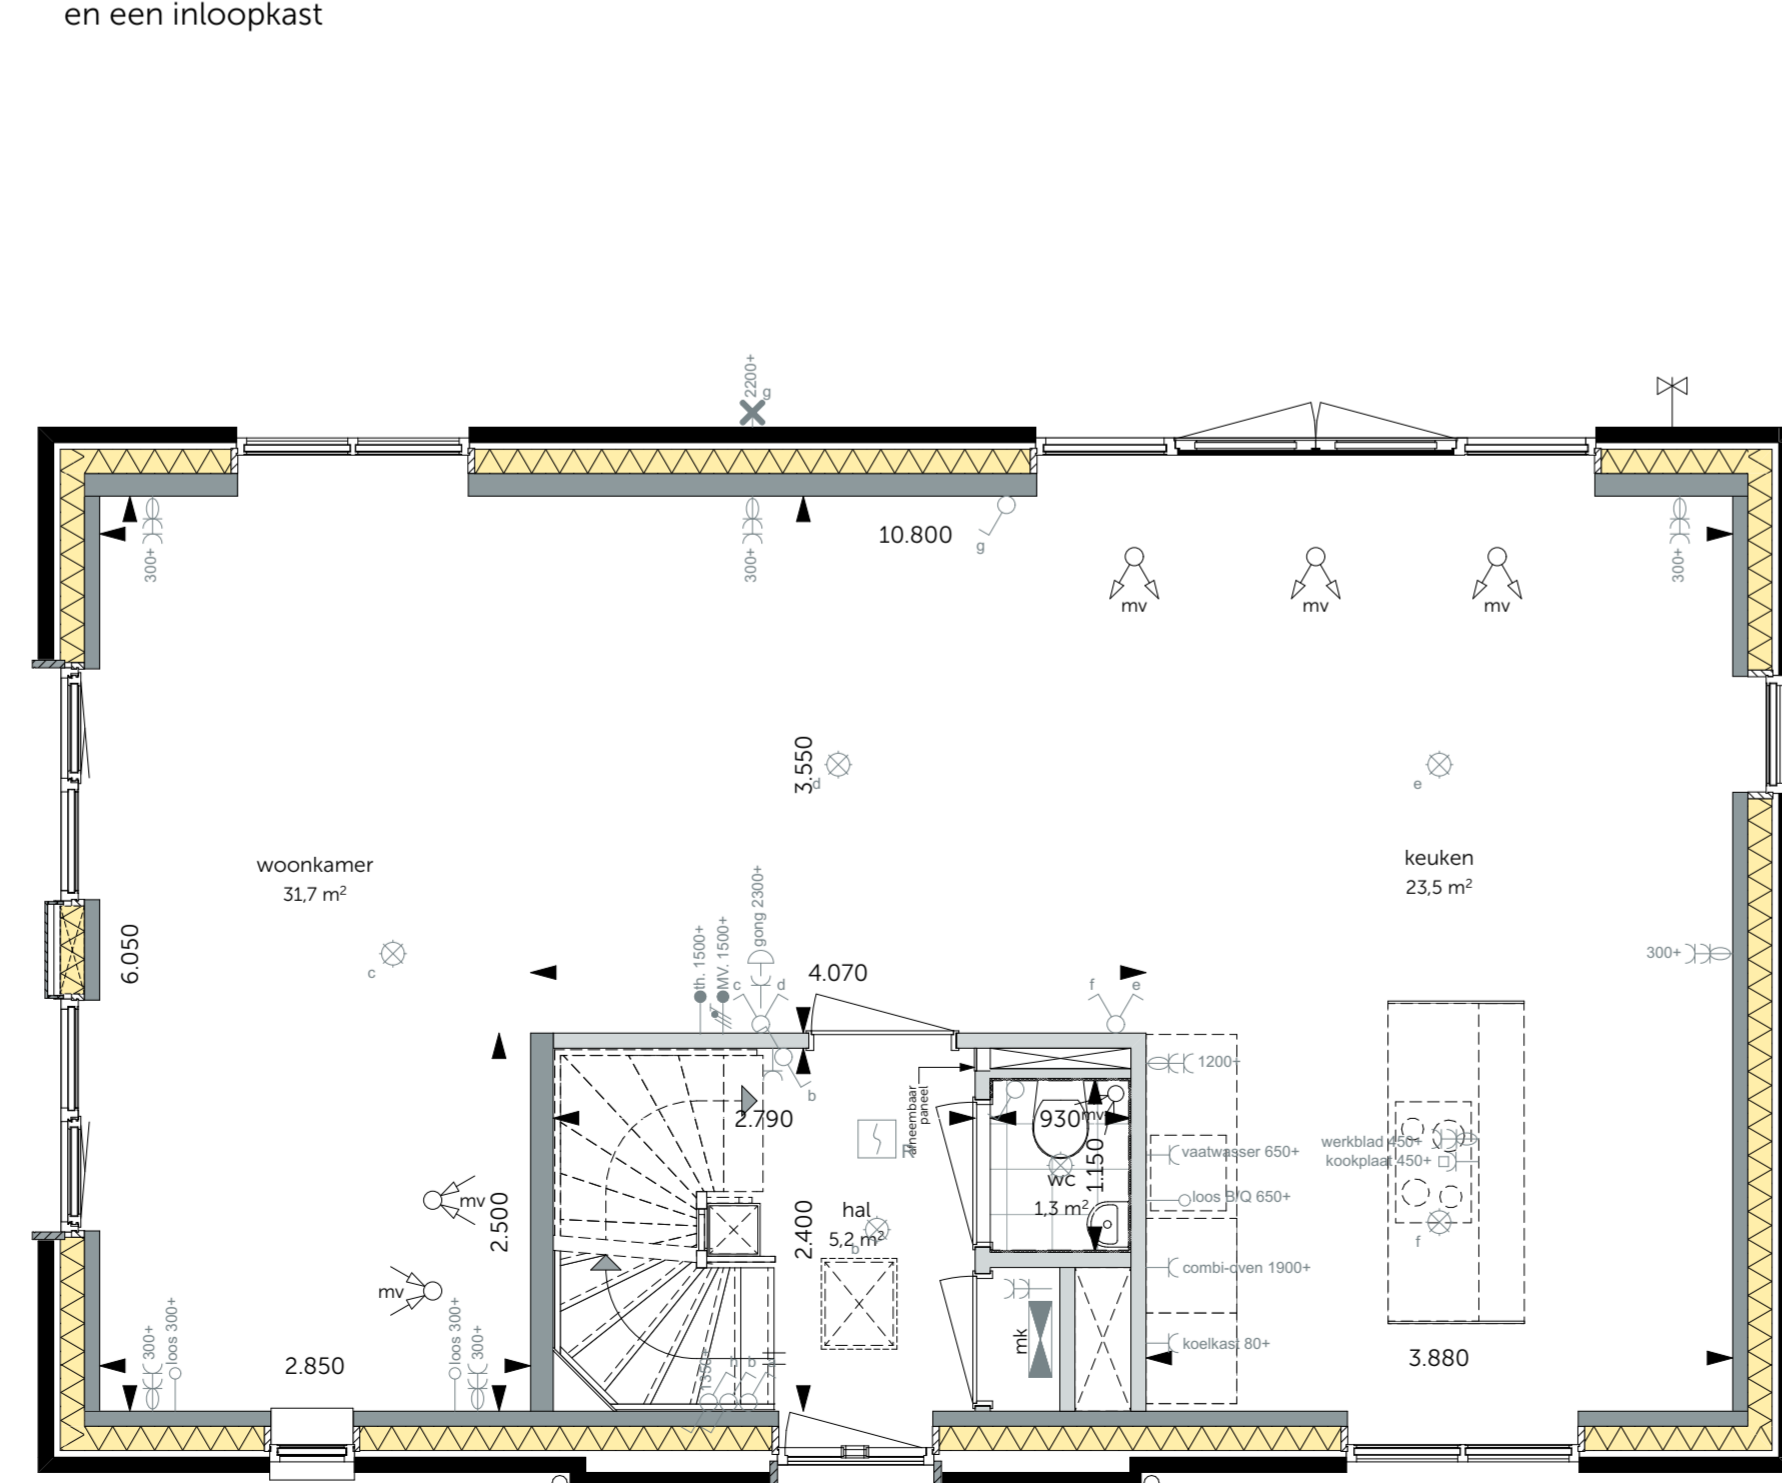 en een inloopkast
2200+
g
300+
300+
10.800
g
300+
mv
mv
mv
3.550
d
e
woonkamer
31,7 m²
keuken
23,5 m²
6.050
c
th. 1500+
MV. 1500+
gong 2300+
c
d
4.070
f
e
300+
b
afneembaar
paneel
1200+
2.790
930
mv
1.150
vaatwasser 650+
werkblad 450+
kookplaat 450+
wc
1,3 m²
loos B/Q 650+
mv
2.500
2.400
hal
5,2 m²
b
f
combi-oven 1900+
mv
300+
loos 300+
2.850
loos 300+
300+
1350+
b
b
mk
koelkast 80+
3.880